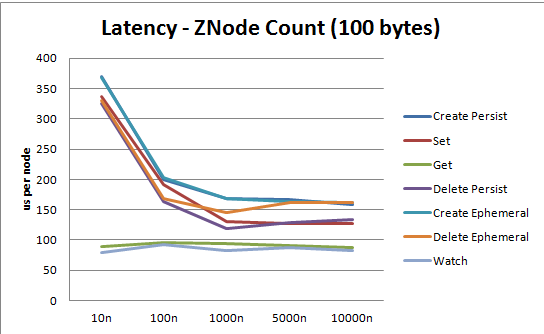 Latency - ZNode Count (100 bytes)
400
350
300
250
200
150
100
50
0
us per node
10n
100n
1000n
5000n
10000n
Create Persist
Set
Get
Delete Persist
Create Ephemeral
Delete Ephemeral
Watch